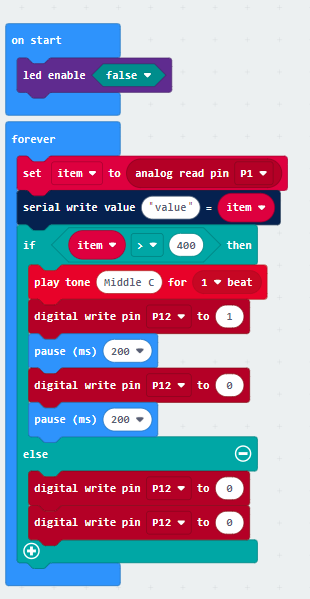 on start
led enable false
forever
set item to analog read pin P1
serial write value "value" = item
if item > 400 then
play tone Middle C for 1 beat
digital write pin P12 to 1
pause (ms) 200
digital write pin P12 to 0
pause (ms) 200
else
digital write pin P12 to 0
digital write pin P12 to 0